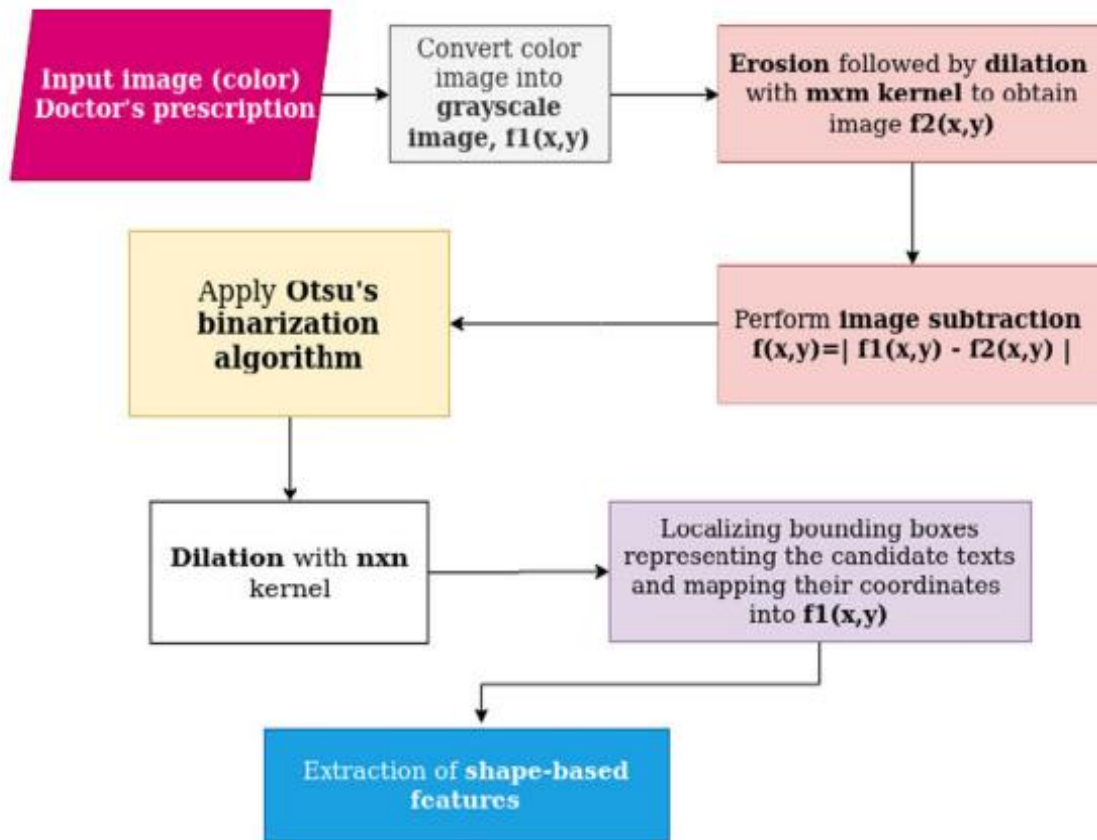 Input image (color)
Doctor's prescription
Convert color
image into
grayscale
image, f1(x,y)
Erosion followed by dilation
with mxm kernel to obtain
image f2(x,y)
Perform image subtraction
f(x,y)=| f1(x,y) - f2(x,y) |
Apply Otsu's
binarization
algorithm
Dilation with nxn
kernel
Localizing bounding boxes
representing the candidate texts
and mapping their coordinates
into f1(x,y)
Extraction of shape-based
features